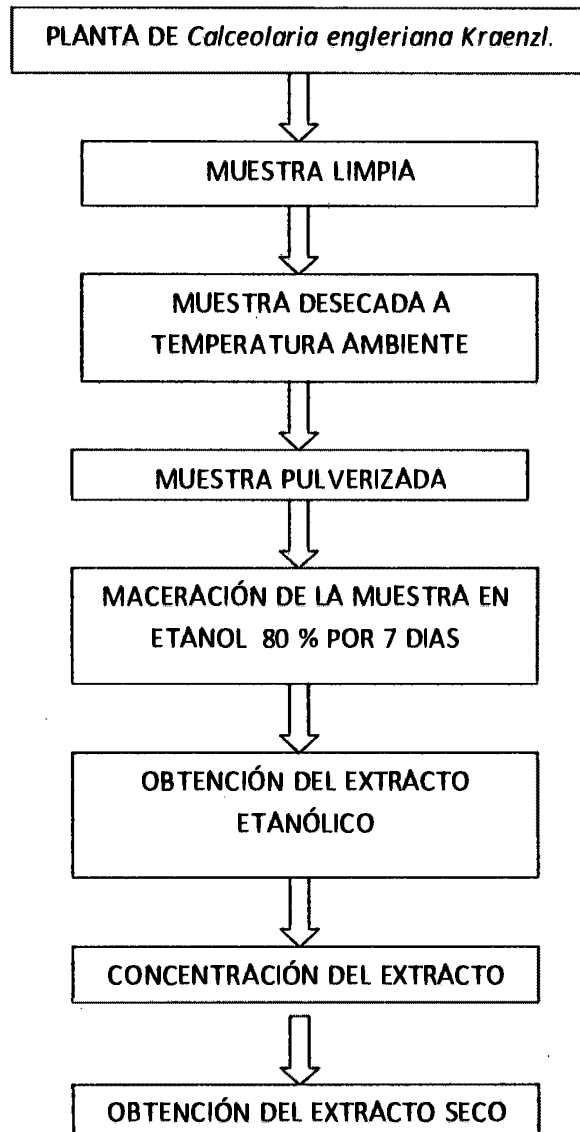 PLANTA DE Calceolaria engleriana Kraenzl.
MUESTRA LIMPIA
MUESTRA DESECADA A
TEMPERATURA AMBIENTE
MUESTRA PULVERIZADA
MACERACIÓN DE LA MUESTRA EN
ETANOL 80 % POR 7 DIAS
OBTENCIÓN DEL EXTRACTO
ETANÓLICO
CONCENTRACIÓN DEL EXTRACTO
OBTENCIÓN DEL EXTRACTO SECO